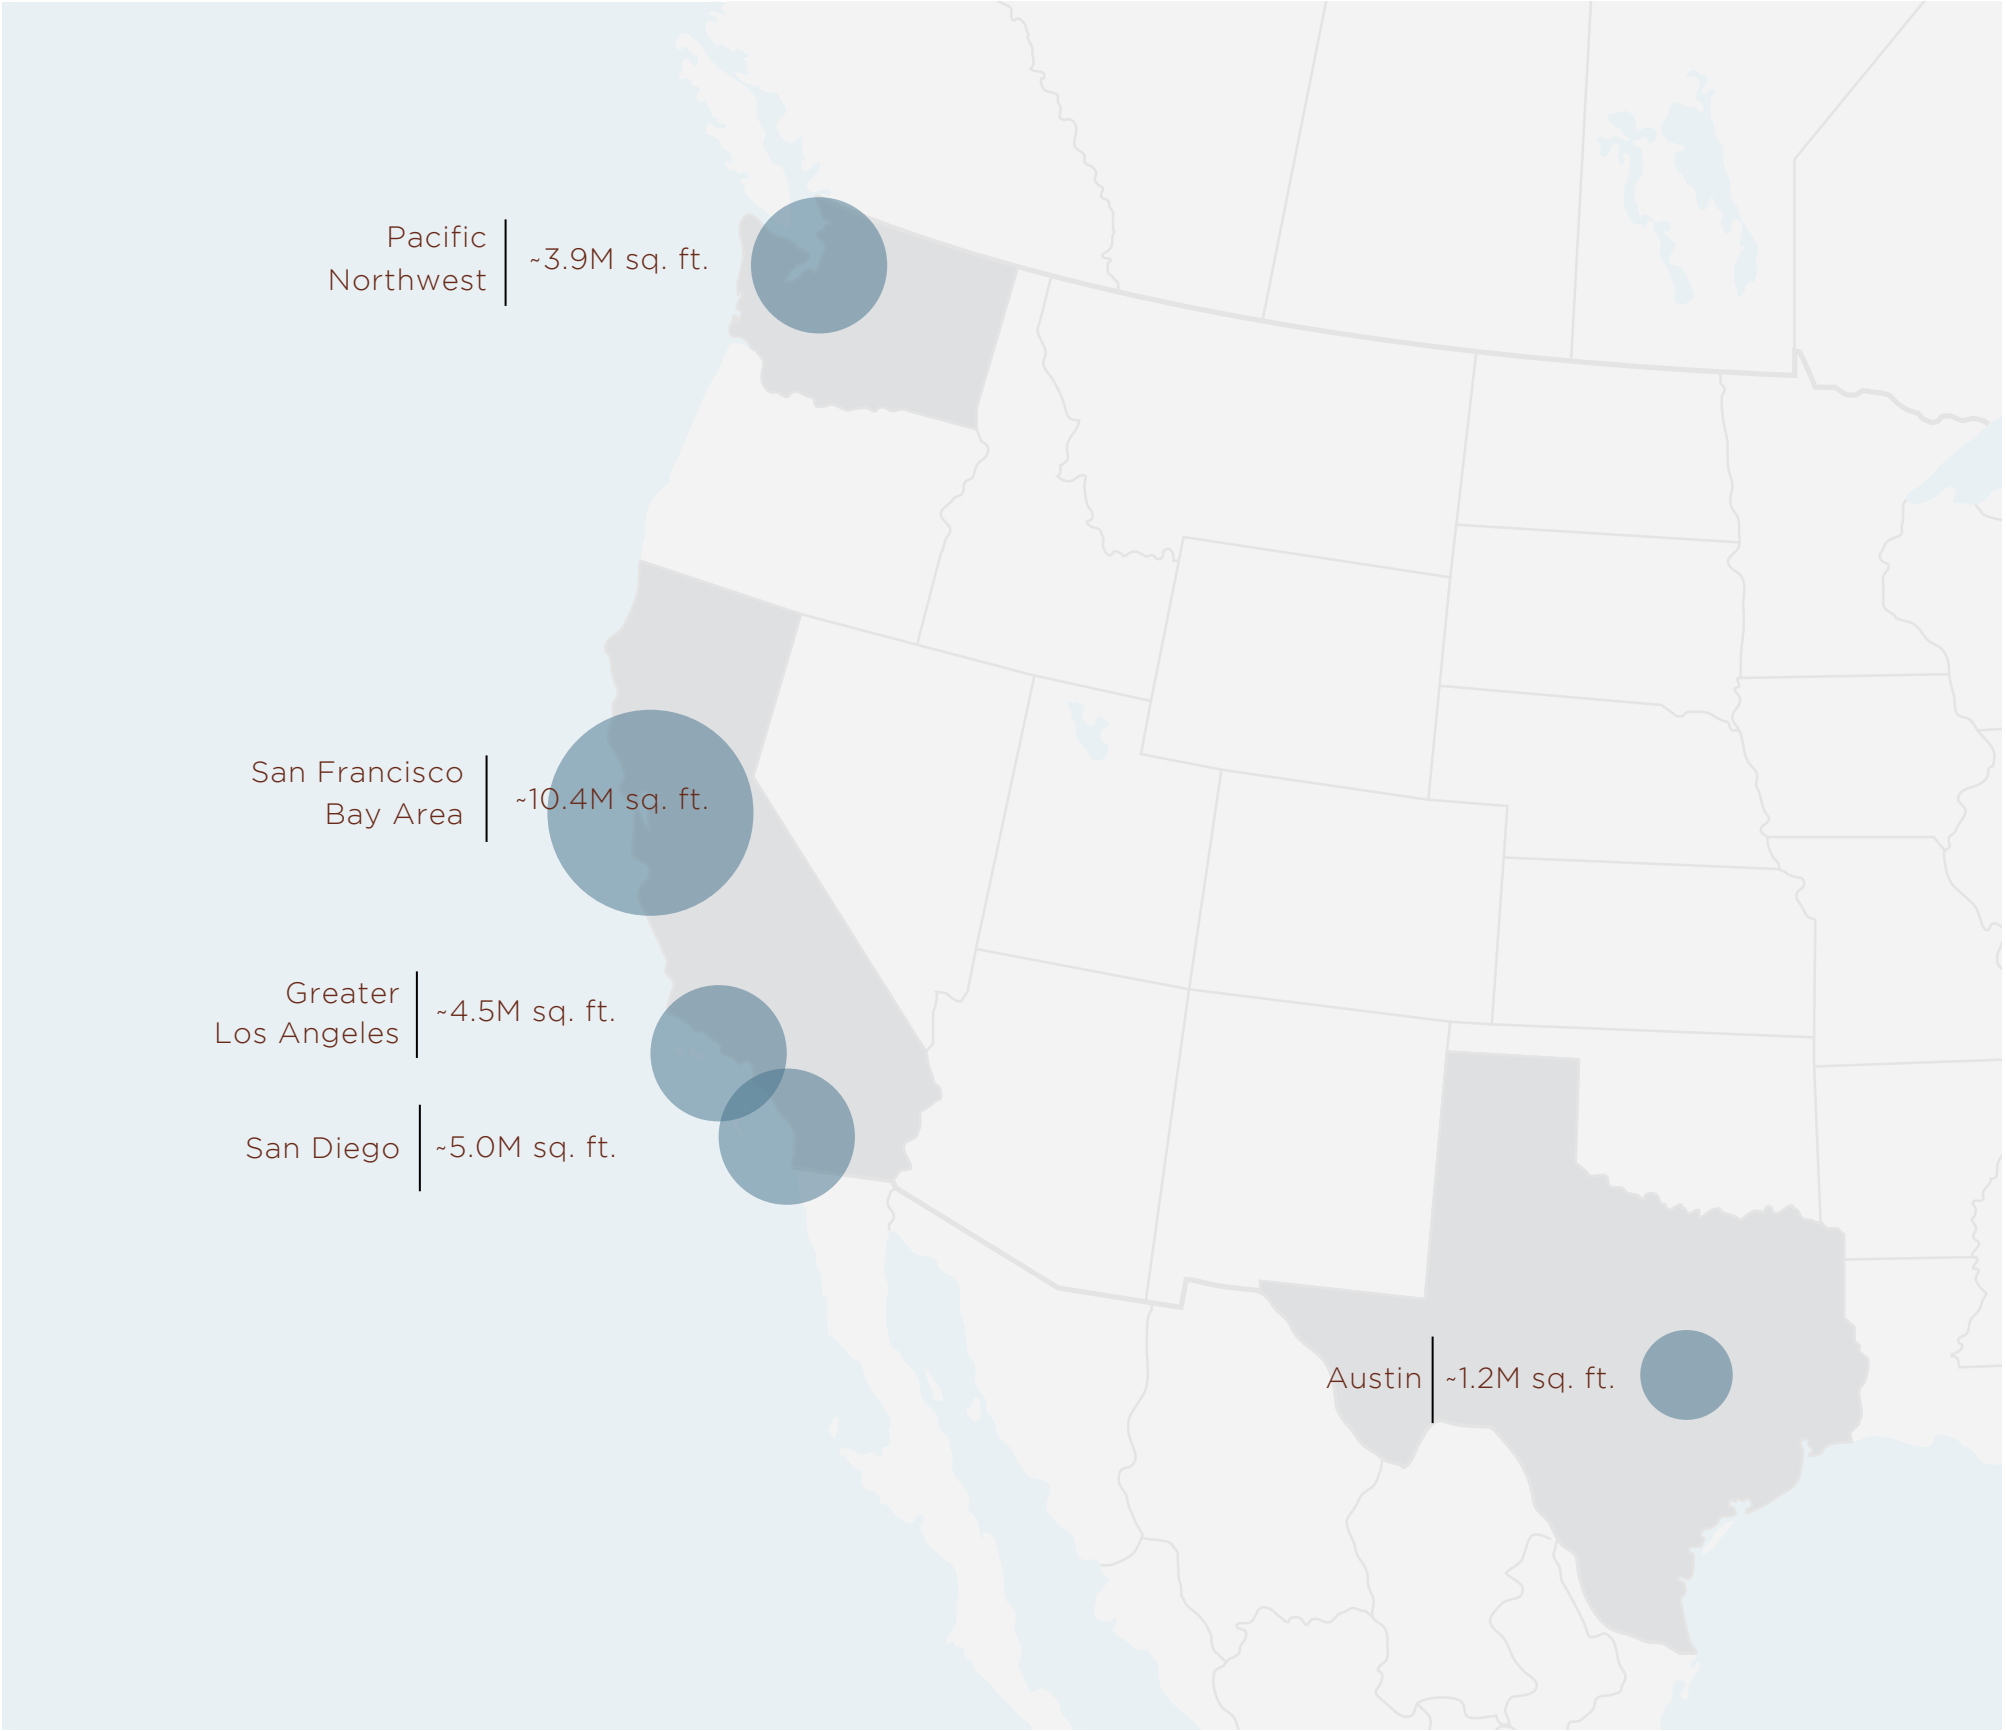 Pacific
Northwest
~3.9M sq. ft.
San Francisco
Bay Area
~10.4M sq. ft.
Greater
Los Angeles
~4.5M sq. ft.
San Diego
~5.0M sq. ft.
Austin
~1.2M sq. ft.